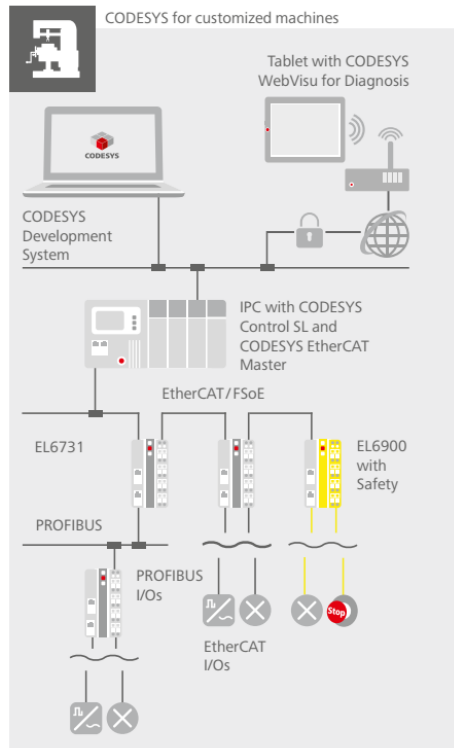 CODESYS for customized machines
Tablet with CODESYS
WebVisu for Diagnosis
CODESYS
CODESYS
Development
System
IPC with CODESYS
Control SL and
CODESYS EtherCAT
Master
EtherCAT/FSoE
EL6731
EL6900
with
Safety
PROFIBUS
PROFIBUS
I/Os
Stop
EtherCAT
I/Os